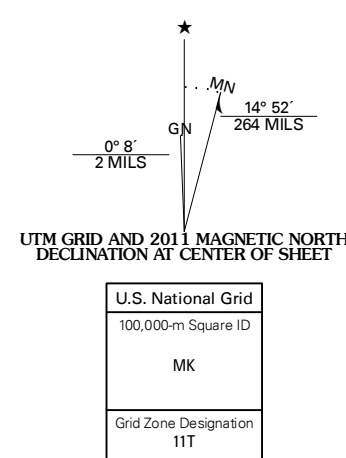 ★
MN
GN
14° 52´
264 MILS
0° 8´
2 MILS
UTM GRID AND 2011 MAGNETIC NORTH
DECLINATION AT CENTER OF SHEET
U.S. National Grid
100,000-m Square ID
MK
Grid Zone Designation
11T